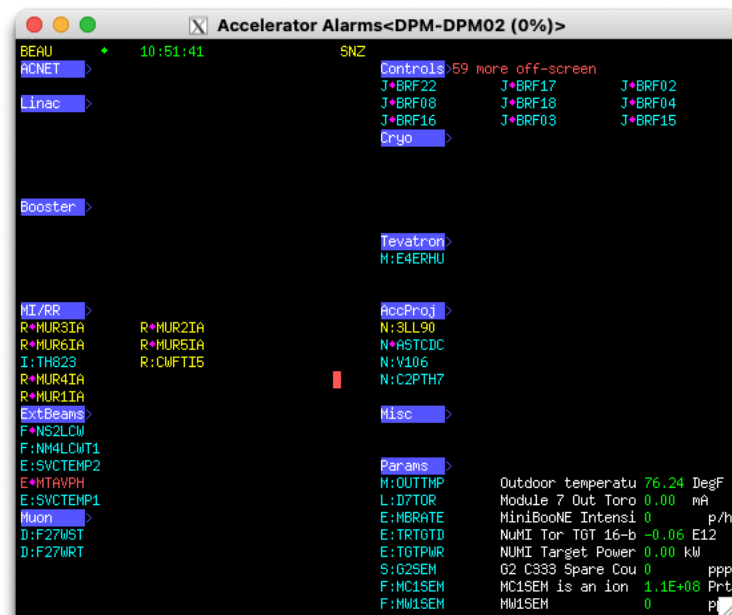 Accelerator Alarms<DPM-DPM02 (0%)>
BEAU ◆ 10:51:41 SNZ
ACNET > Controls>59 more off-screen
J◆BRF22 J◆BRF17 J◆BRF02
Linac > J◆BRF08 J◆BRF18 J◆BRF04
J◆BRF16 J◆BRF03 J◆BRF15
Cryo >
Booster >
Tevatron>
M:E4ERHU
MI/RR > AccProj >
R◆MUR3IA R◆MUR2IA N:3LL90
R◆MUR6IA R◆MUR5IA N◆ASTCDC
I:TH823 R:CWFTI5 N:V106
R◆MUR4IA N:C2PTH7
R◆MUR1IA
ExtBeams> Misc >
F◆NS2LCW
F:NM4LCWT1
E:SVCTEMP2 Params >
E◆MTAVPH M:OUTTMP Outdoor temperatu 76.24 DegF
E:SVCTEMP1 L:D7TOR Module 7 Out Toro 0.00 mA
Muon > E:MBRATE MiniBooNE Intensi 0 p/h
D:F27WST E:TRTGTD NuMI Tor TGT 16-b -0.06 E12
D:F27WRT E:TGTPWR NUMI Target Power 0.00 kW
S:G2SEM G2 C333 Spare Cou 0 ppp
F:MC1SEM MC1SEM is an ion 1.1E+08 Prt
F:MW1SEM MW1SEM 0